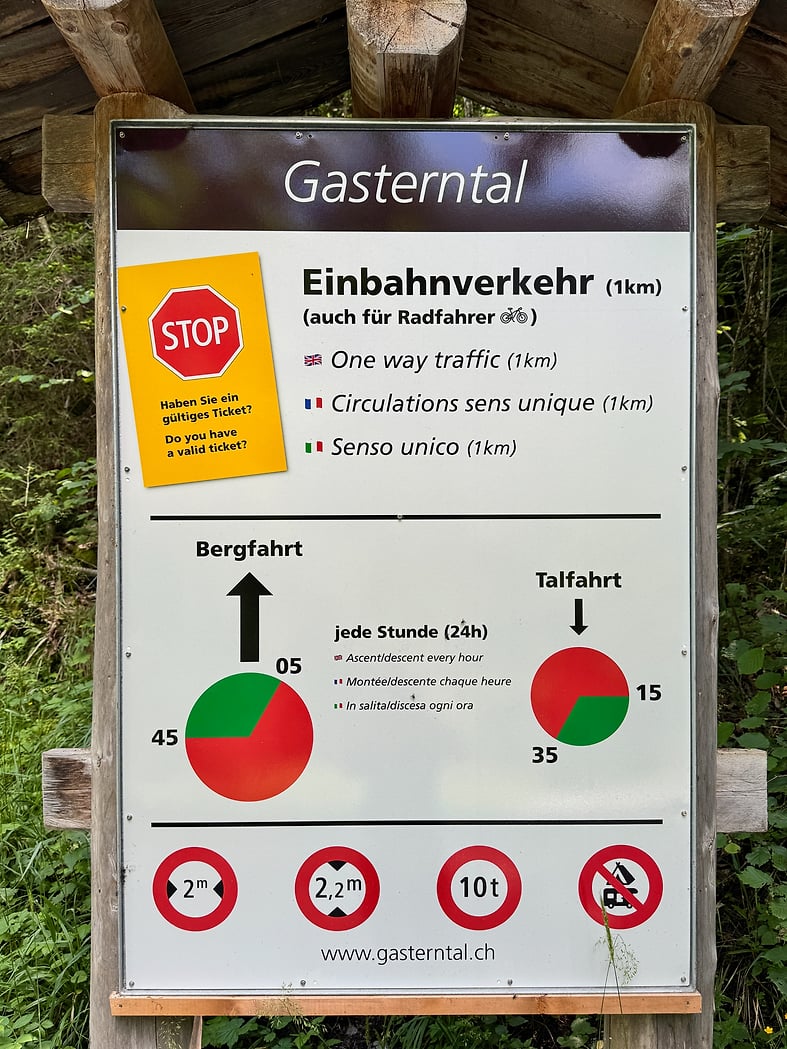 Gasterntal
STOP
Haben Sie ein
gültiges Ticket?
Do you have
a valid ticket?
Einbahnverkehr (1km)
(auch für Radfahrer )
One way traffic (1km)
Circulations sens unique (1km)
Senso unico (1km)
Bergfahrt
05
45
jede Stunde (24h)
Ascent/descent every hour
Montée/descente chaque heure
In salita/discesa ogni ora
Talfahrt
15
35
2m
2,2m
10t
www.gasterntal.ch